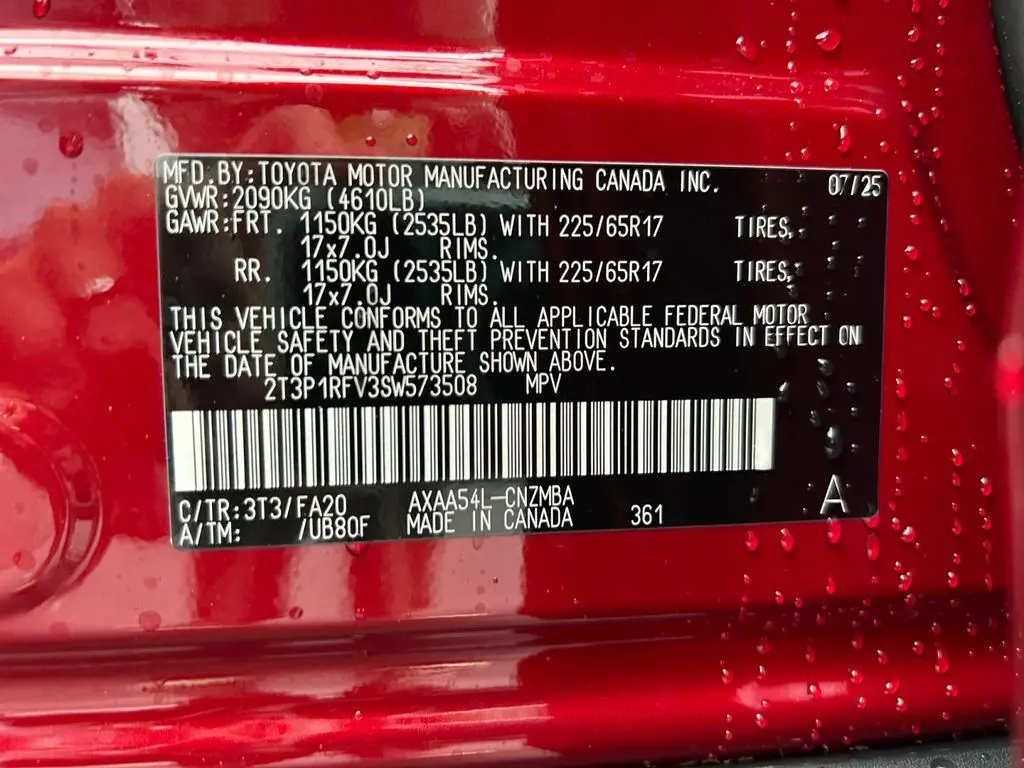 MFD.BY:TOYOTA MOTOR MANUFACTURING CANADA INC. 07/25
GVWR:2090KG (4610LB)
GAWR:FRT. 1150KG (2535LB) WITH 225/65R17 TIRES,
17x7.0J RIMS.
RR. 1150KG (2535LB) WITH 225/65R17 TIRES,
17x7.0J RIMS.
THIS VEHICLE CONFORMS TO ALL APPLICABLE FEDERAL MOTOR
VEHICLE SAFETY AND THEFT PREVENTION STANDARDS IN EFFECT ON
THE DATE OF MANUFACTURE SHOWN ABOVE.
2T3P1RFV3SW573508 MPV
C/TR:3T3/FA20 AXAA54L-CNZMBA A
A/TM: /UB80F MADE IN CANADA 361